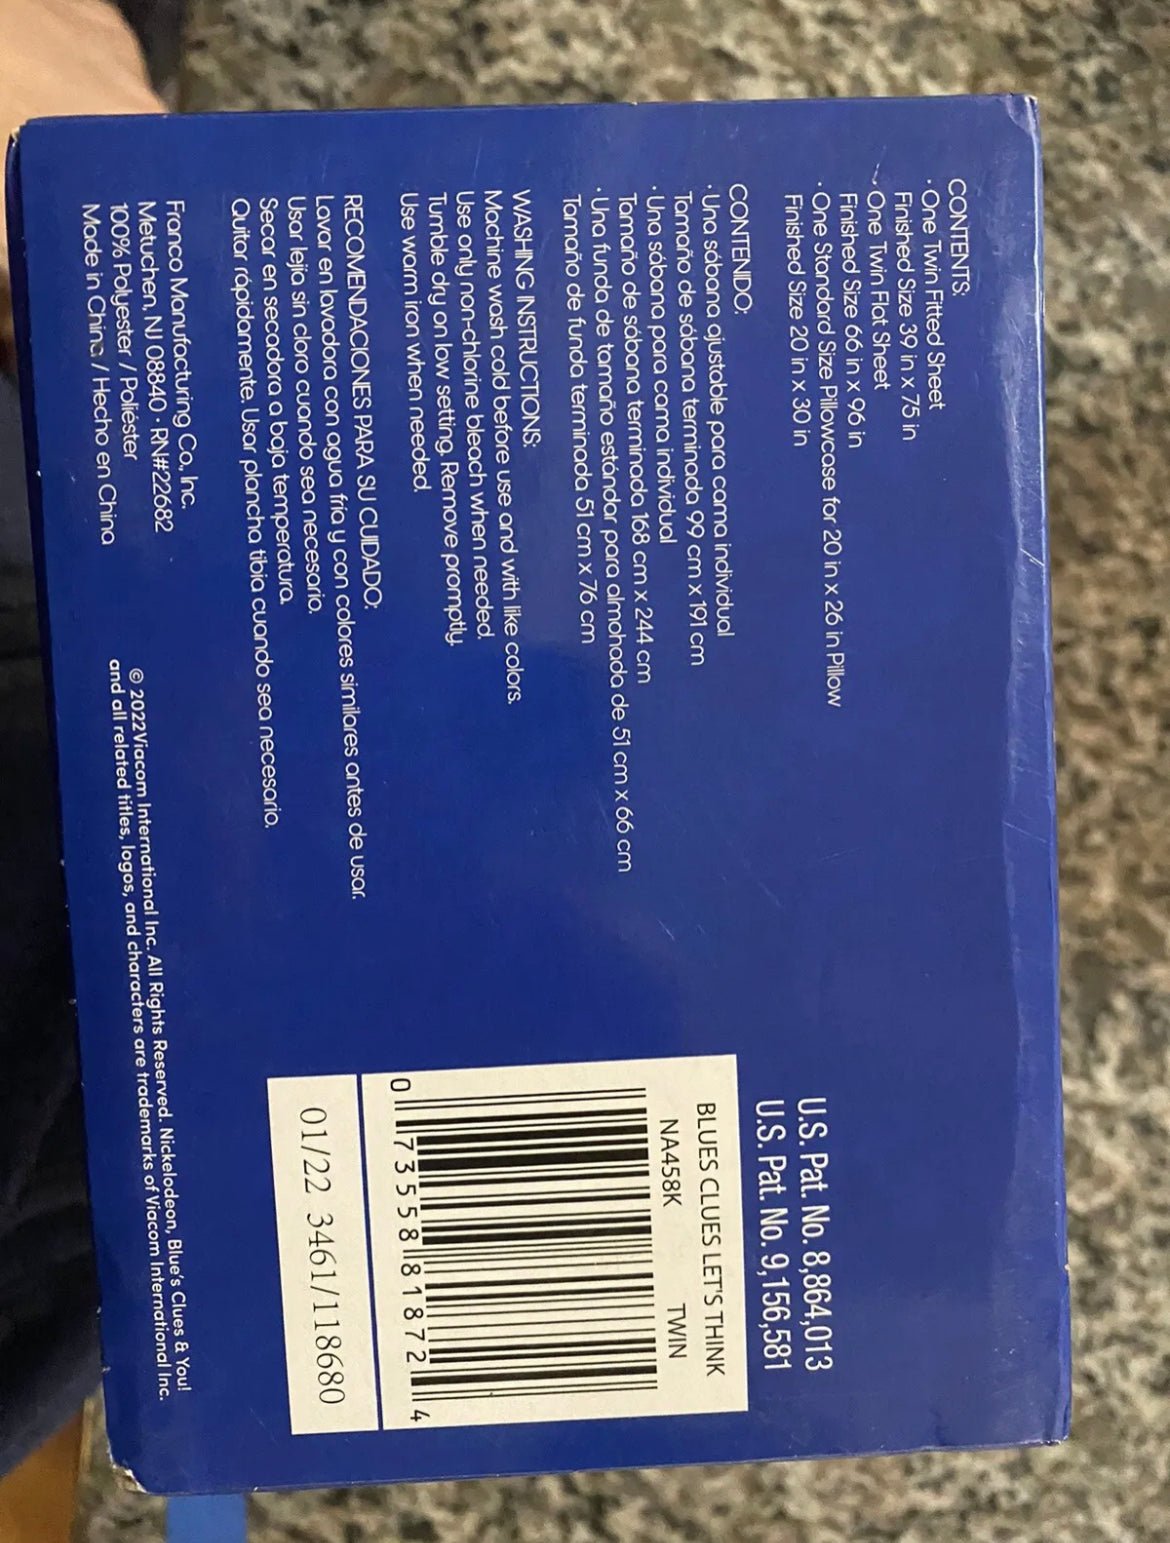 CONTENTS:
· One Twin Fitted Sheet
Finished Size 39 in x 75 in
· One Twin Flat Sheet
Finished Size 66 in x 96 in
· One Standard Size Pillowcase for 20 in x 26 in Pillow
Finished Size 20 in x 30 in
CONTENIDO:
· Una sábana ajustable para cama individual
Tamaño de sábana terminada 99 cm x 191 cm
· Una sábana para cama individual
Tamaño de sábana terminada 168 cm x 244 cm
· Una funda de tamaño estándar para almohada de 51 cm x 66 cm
Tamaño de funda terminada 51 cm x 76 cm
WASHING INSTRUCTIONS:
Machine wash cold before use and with like colors.
Use only non-chlorine bleach when needed.
Tumble dry on low setting. Remove promptly.
Use warm iron when needed.
RECOMENDACIONES PARA SU CUIDADO:
Lavar en lavadora con agua fría y con colores similares antes de usar.
Usar lejía sin cloro cuando sea necesario.
Secar en secadora a baja temperatura.
Quitar rápidamente. Usar plancha tibia cuando sea necesario.
Franco Manufacturing Co., Inc.
Metuchen, NJ 08840 · RN#22682
100% Polyester / Poliester
Made in China / Hecho en China
© 2022 Viacom International Inc. All Rights Reserved. Nickelodeon, Blue's Clues & You!
and all related titles, logos, and characters are trademarks of Viacom International Inc.
U.S. Pat. No. 8,864,013
U.S. Pat. No. 9,156,581
BLUES CLUES LET'S THINK
NA458K TWIN
0 73558 81872 4
01/22 3461/118680